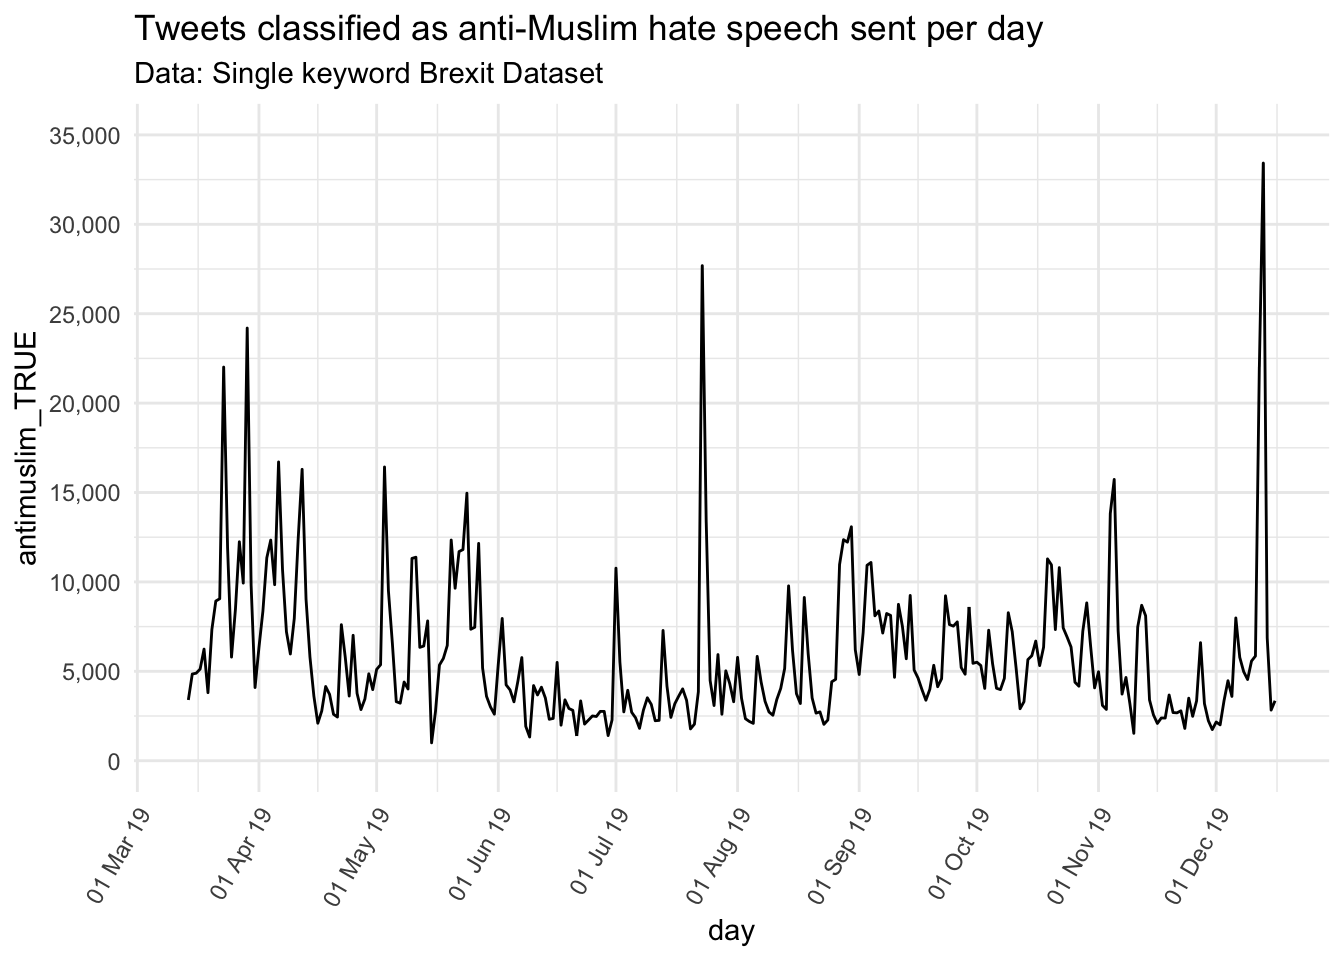 Tweets classified as anti-Muslim hate speech sent per day
Data: Single keyword Brexit Dataset
antimuslim_TRUE
35,000
30,000
25,000
20,000
15,000
10,000
5,000
0
01 Mar 19
01 Apr 19
01 May 19
01 Jun 19
01 Jul 19
01 Aug 19
01 Sep 19
01 Oct 19
01 Nov 19
01 Dec 19
day